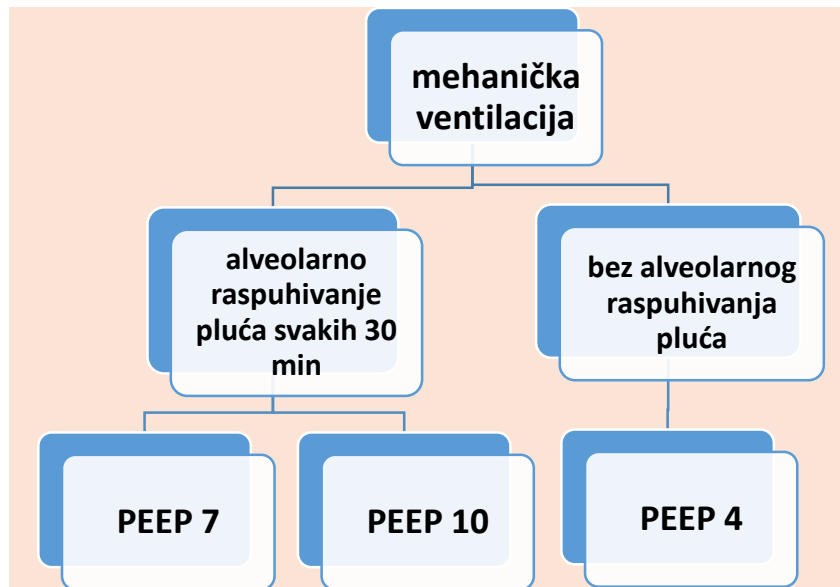 mehanička
ventilacija
alveolarno
raspuhivanje
pluća svakih 30
min
bez alveolarnog
raspuhivanja
pluća
PEEP 7
PEEP 10
PEEP 4